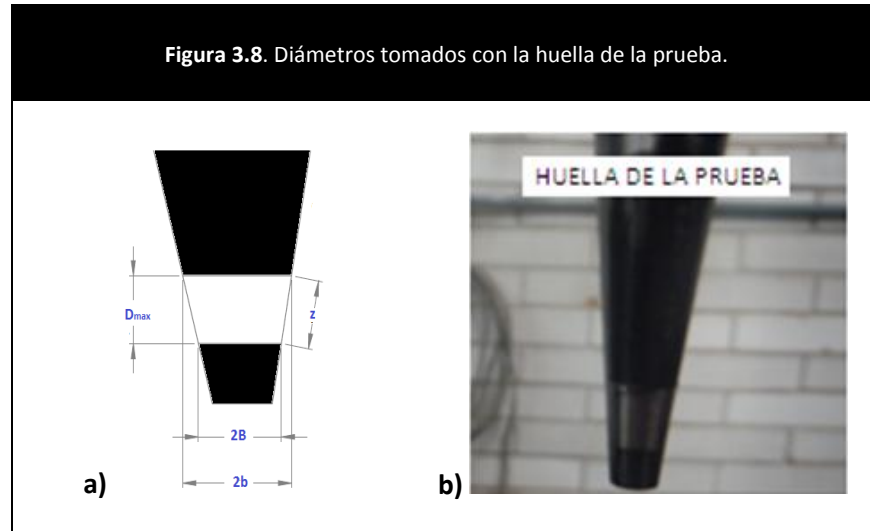 Figura 3.8. Diámetros tomados con la huella de la prueba.
HUELLA DE LA PRUEBA
Dmax
z
2B
2b
a)
b)